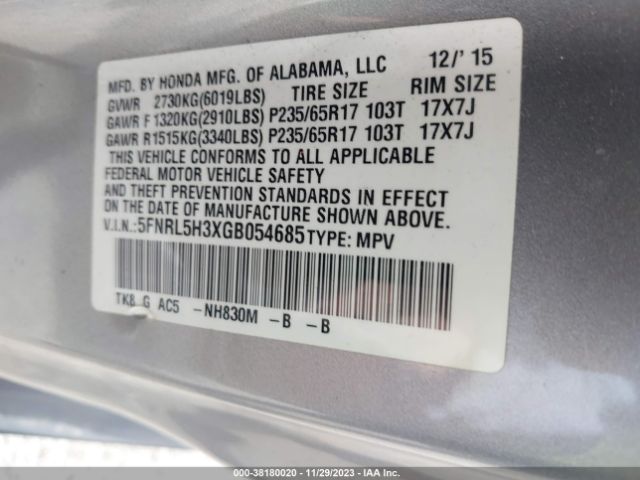 MFD. BY HONDA MFG. OF ALABAMA, LLC 12/' 15
GVWR 2730KG(6019LBS) TIRE SIZE RIM SIZE
GAWR F 1320KG(2910LBS) P235/65R17 103T 17X7J
GAWR R1515KG(3340LBS) P235/65R17 103T 17X7J
THIS VEHICLE CONFORMS TO ALL APPLICABLE
FEDERAL MOTOR VEHICLE SAFETY
AND THEFT PREVENTION STANDARDS IN EFFECT
ON THE DATE OF MANUFACTURE SHOWN ABOVE.
V.I.N.:5FNRL5H3XGB054685TYPE: MPV
TK8 G AC5 -NH830M -B -B
000-38180020 - 11/29/2023 - IAA Inc.